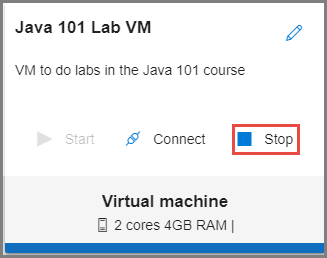 Java 101 Lab VM
VM to do labs in the Java 101 course
Start Connect Stop
Virtual machine
2 cores 4GB RAM |